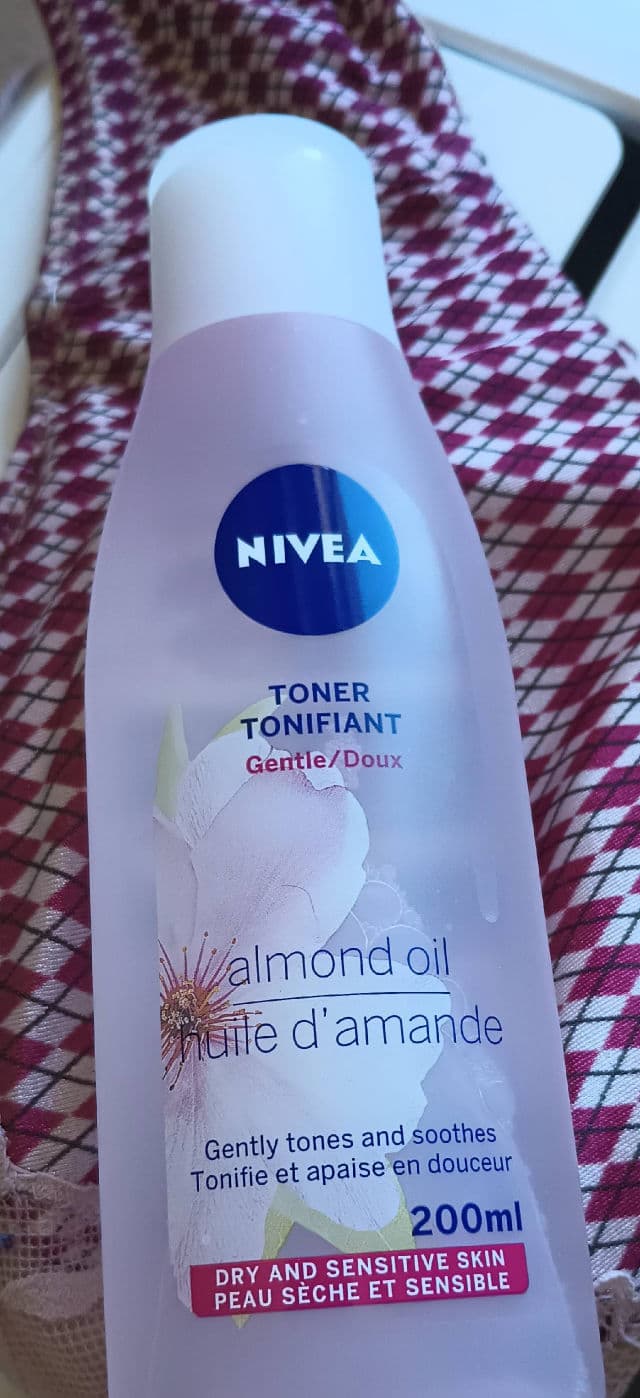 NIVEA
TONER
TONIFIANT
Gentle/Doux
almond oil
huile d'amande
Gently tones and soothes
Tonifie et apaise en douceur
200ml
DRY AND SENSITIVE SKIN
PEAU SÈCHE ET SENSIBLE